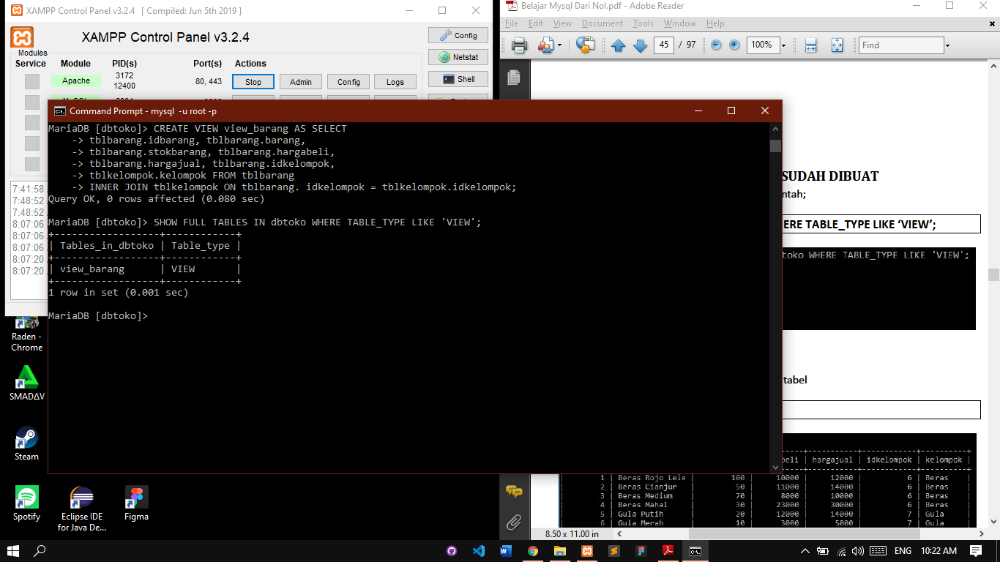 XAMPP Control Panel v3.2.4 [ Compiled: Jun 5th 2019 ]
XAMPP Control Panel v3.2.4
Config
Netstat
Shell
Modules
Service
Module
PID(s)
Port(s)
Actions
Apache
3172
12400
80, 443
Stop
Admin
Config
Logs
7:41:58
7:48:52
7:48:52
8:07:06
8:07:06
8:07:06
8:07:20
8:07:20
Belajar Mysql Dari Nol.pdf - Adobe Reader
File Edit View Document Tools Window Help
45 / 97
100%
Find
Command Prompt - mysql -u root -p
MariaDB [dbtoko]> CREATE VIEW view_barang AS SELECT
    -> tblbarang.idbarang, tblbarang.barang,
    -> tblbarang.stokbarang, tblbarang.hargabeli,
    -> tblbarang.hargajual, tblbarang.idkelompok,
    -> tblkelompok.kelompok FROM tblbarang
    -> INNER JOIN tblkelompok ON tblbarang. idkelompok = tblkelompok.idkelompok;
Query OK, 0 rows affected (0.080 sec)
MariaDB [dbtoko]> SHOW FULL TABLES IN dbtoko WHERE TABLE_TYPE LIKE 'VIEW';
+------------------+------------+
| Tables_in_dbtoko | Table_type |
+------------------+------------+
| view_barang      | VIEW       |
+------------------+------------+
1 row in set (0.001 sec)
MariaDB [dbtoko]>
SUDAH DIBUAT
ntah;
ERE TABLE_TYPE LIKE ‘VIEW’;
toko WHERE TABLE_TYPE LIKE 'VIEW';
tabel
beli | hargajual | idkelompok | kelompok |
1 | Beras Rojo Lele | 100 | 10000 | 12000 | 6 | Beras
2 | Beras Cianjur | 50 | 11000 | 14000 | 6 | Beras
3 | Beras Medium | 70 | 8000 | 10000 | 6 | Beras
4 | Beras Mahal | 30 | 23000 | 30000 | 6 | Beras
5 | Gula Putih | 20 | 12000 | 14000 | 7 | Gula
6 | Gula Merah | 10 | 3000 | 5000 | 7 | Gula
8.50 x 11.00 in
Raden -
Chrome
SMADΔV
Steam
Spotify
Eclipse IDE
for Java De...
Figma
ENG
10:22 AM